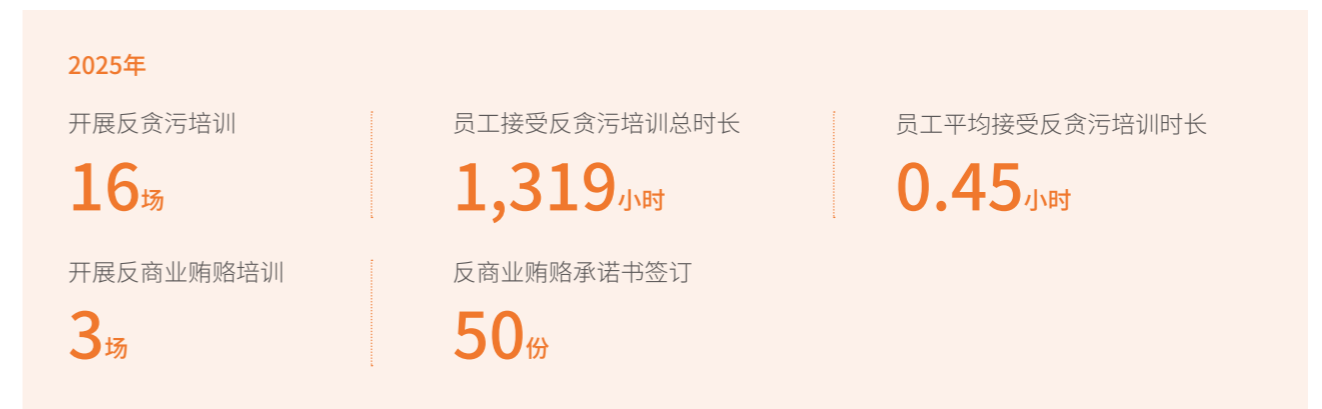 2025年
开展反贪污培训
16场
员工接受反贪污培训总时长
1,319小时
员工平均接受反贪污培训时长
0.45小时
开展反商业贿赂培训
3场
反商业贿赂承诺书签订
50份